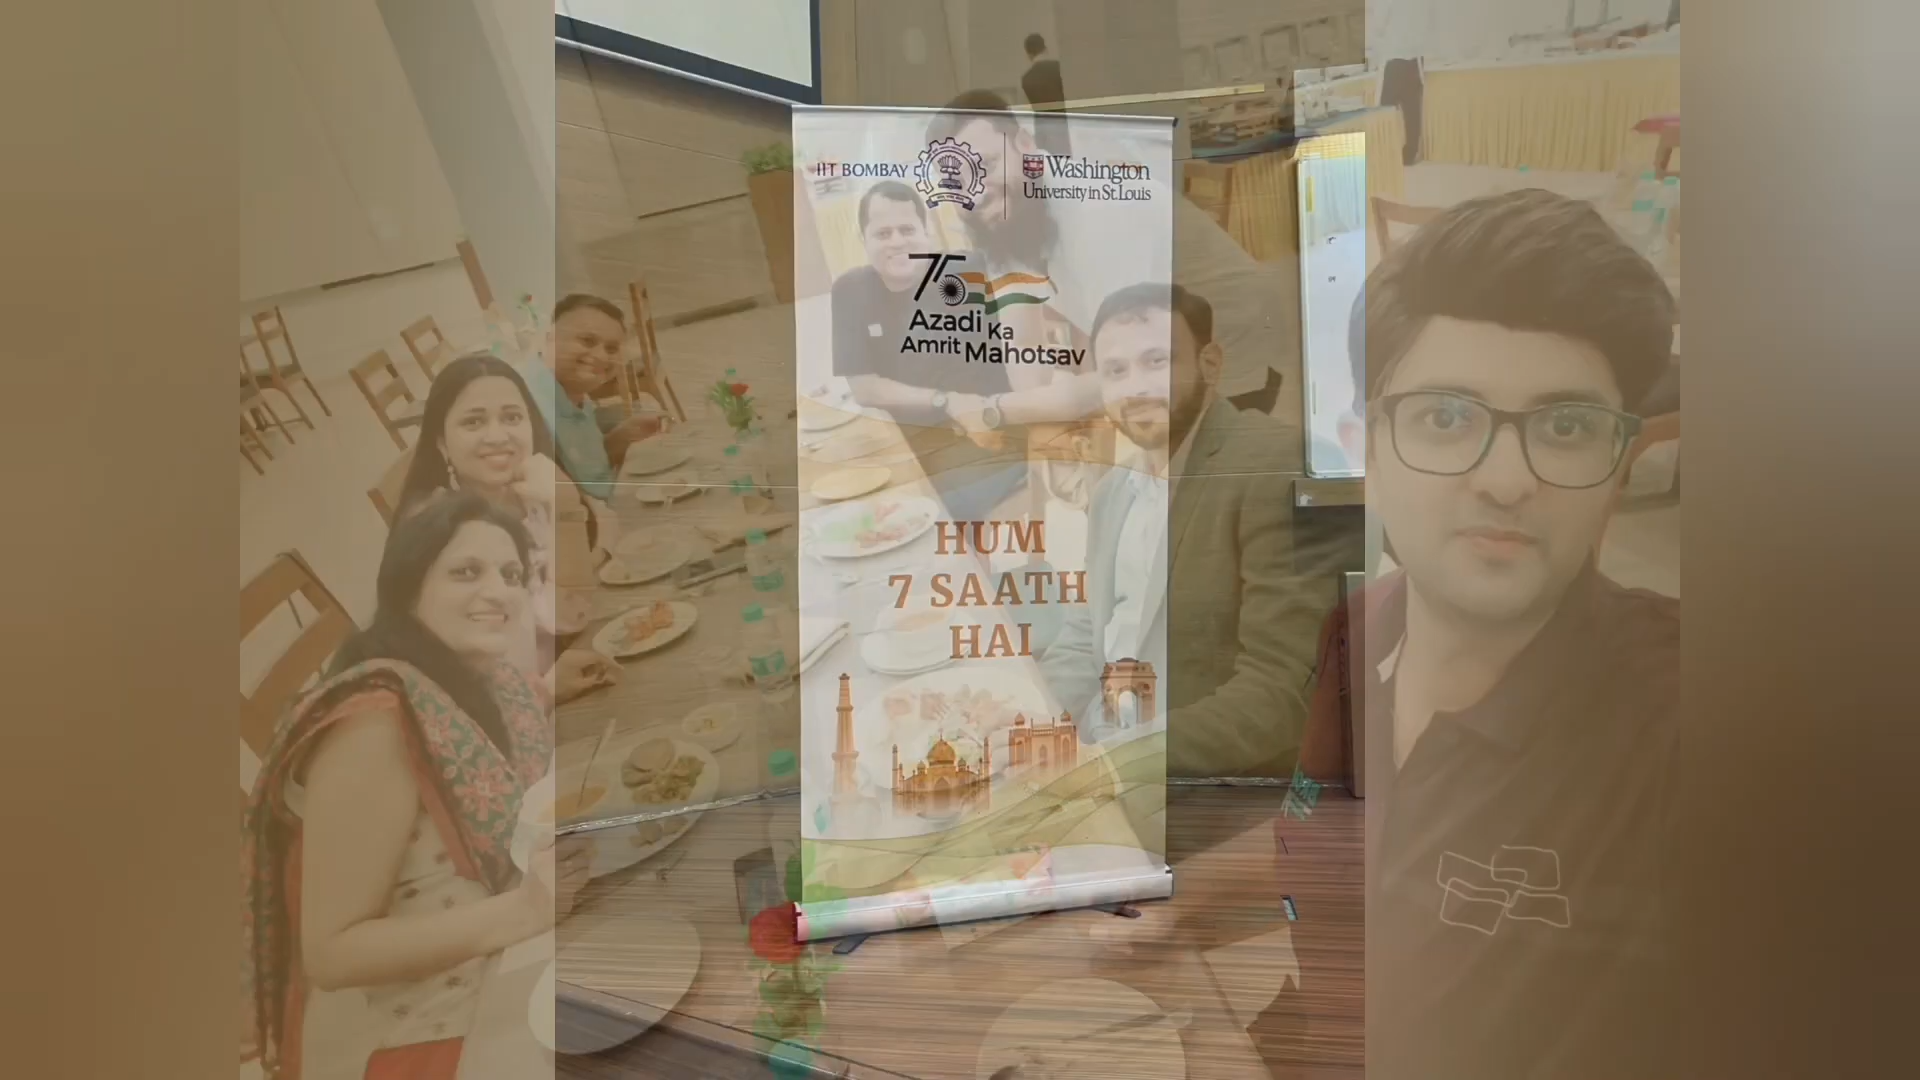 IIT BOMBAY
Washington
University in St.Louis
75
Azadi Ka
Amrit Mahotsav
HUM
7 SAATH
HAI